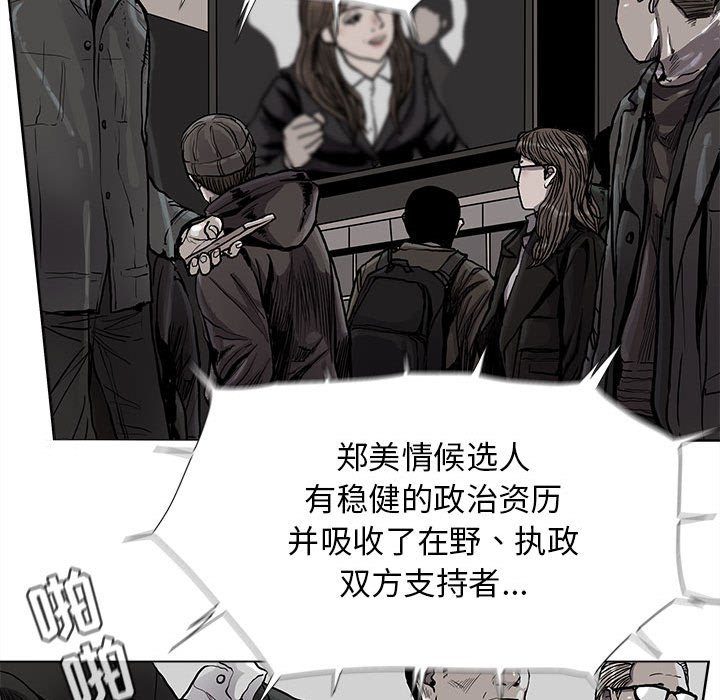 郑美情候选人
有稳健的政治资历
并吸收了在野、执政
双方支持者...
啪
啪